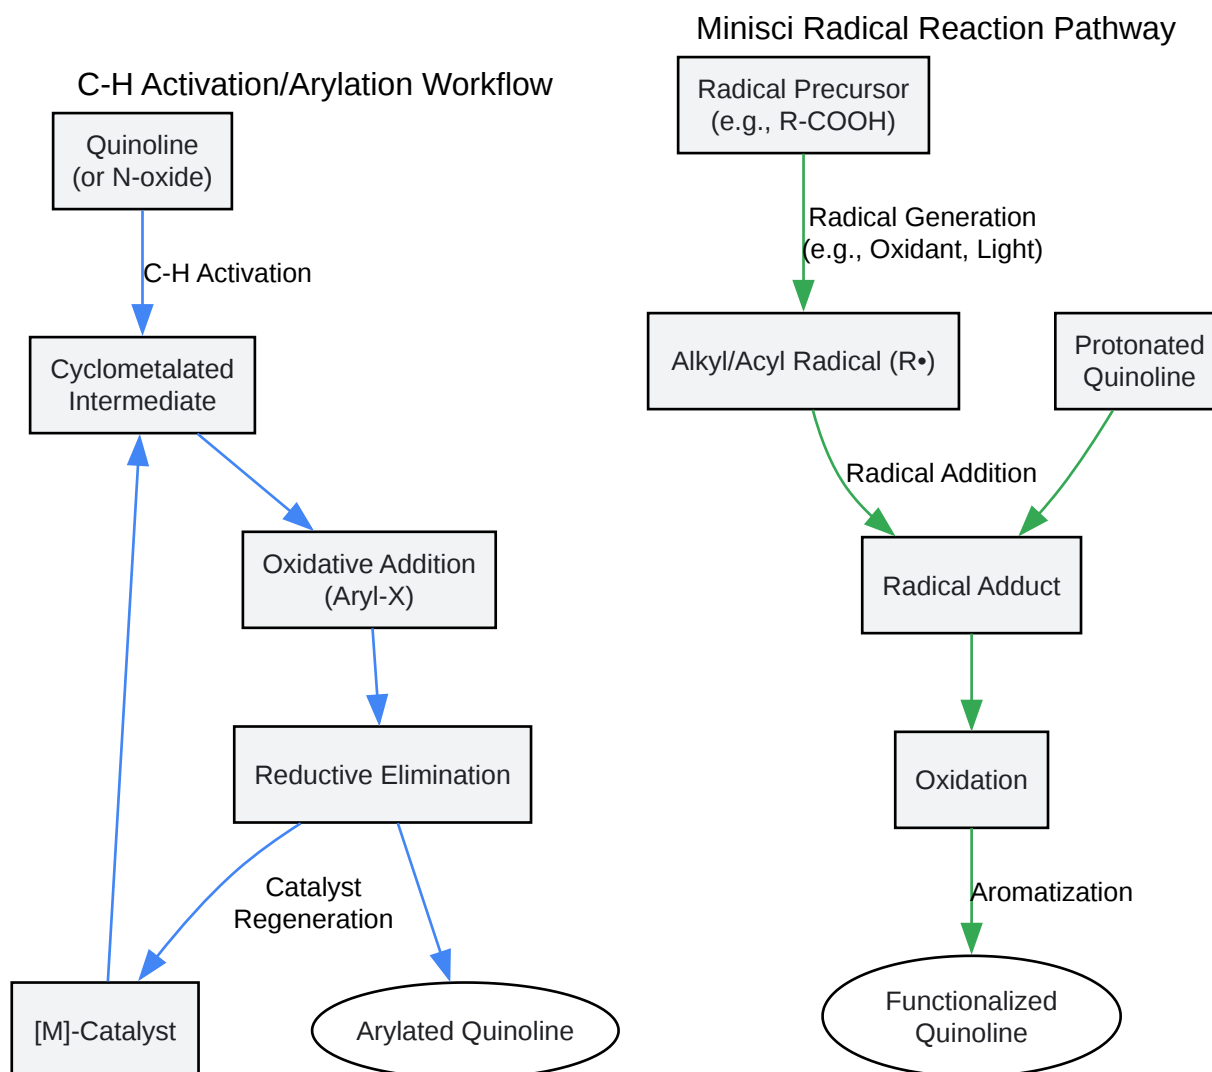 C-H Activation/Arylation Workflow
Quinoline
(or N-oxide)
C-H Activation
Cyclometalated
Intermediate
Oxidative Addition
(Aryl-X)
Reductive Elimination
Catalyst
Regeneration
[M]-Catalyst
Arylated Quinoline
Minisci Radical Reaction Pathway
Radical Precursor
(e.g., R-COOH)
Radical Generation
(e.g., Oxidant, Light)
Alkyl/Acyl Radical (R•)
Protonated
Quinoline
Radical Addition
Radical Adduct
Oxidation
Aromatization
Functionalized
Quinoline